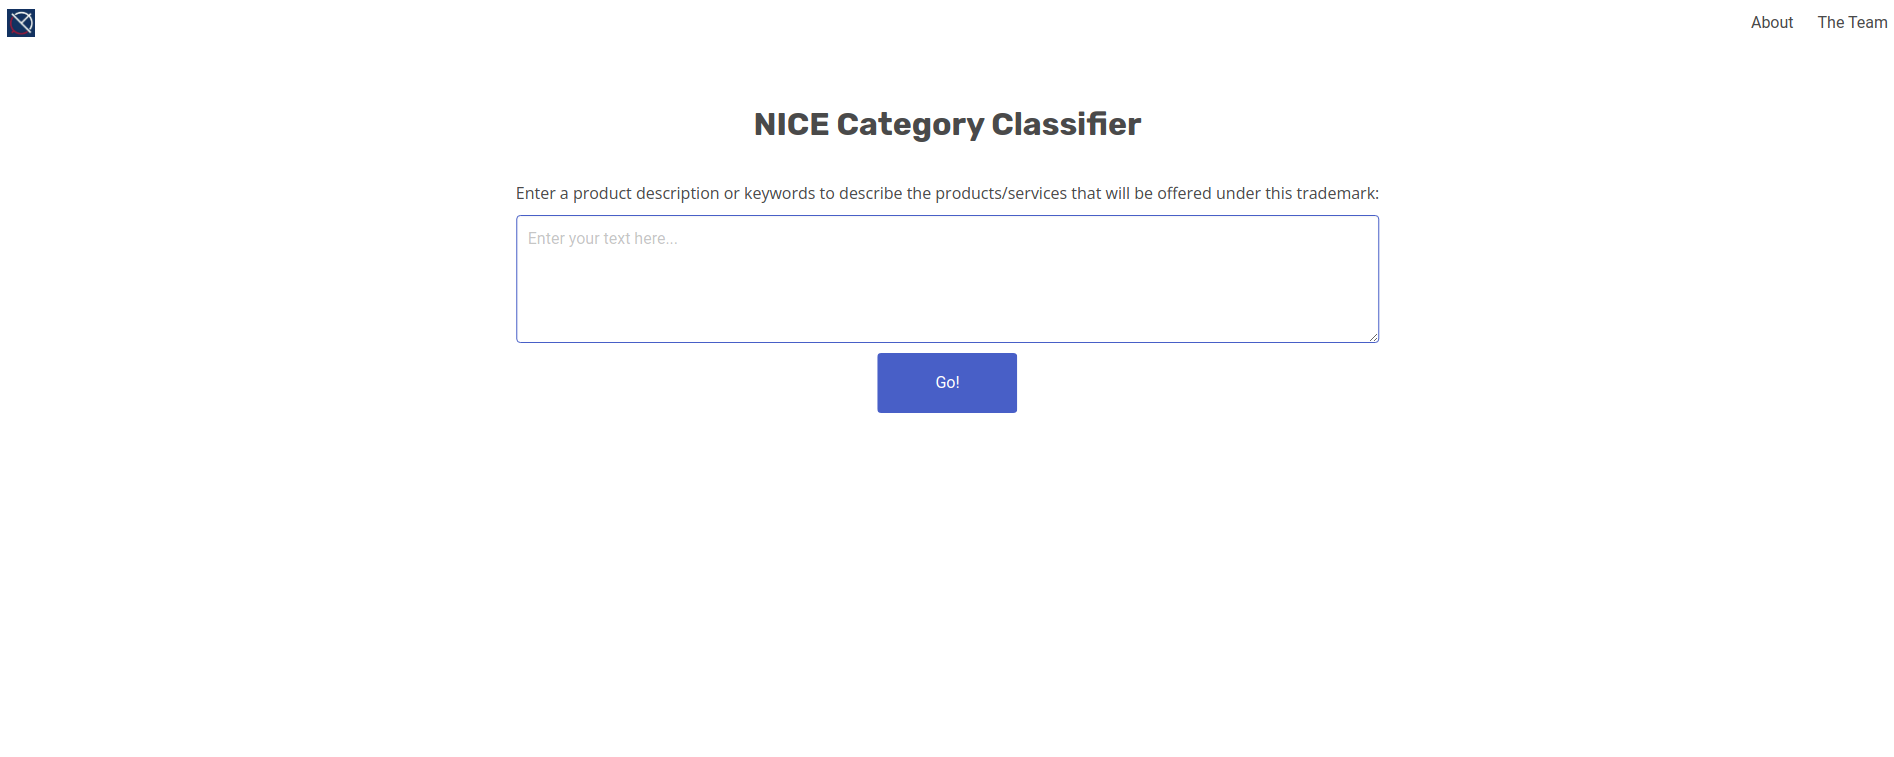 About The Team
NICE Category Classifier
Enter a product description or keywords to describe the products/services that will be offered under this trademark:
Enter your text here...
Go!